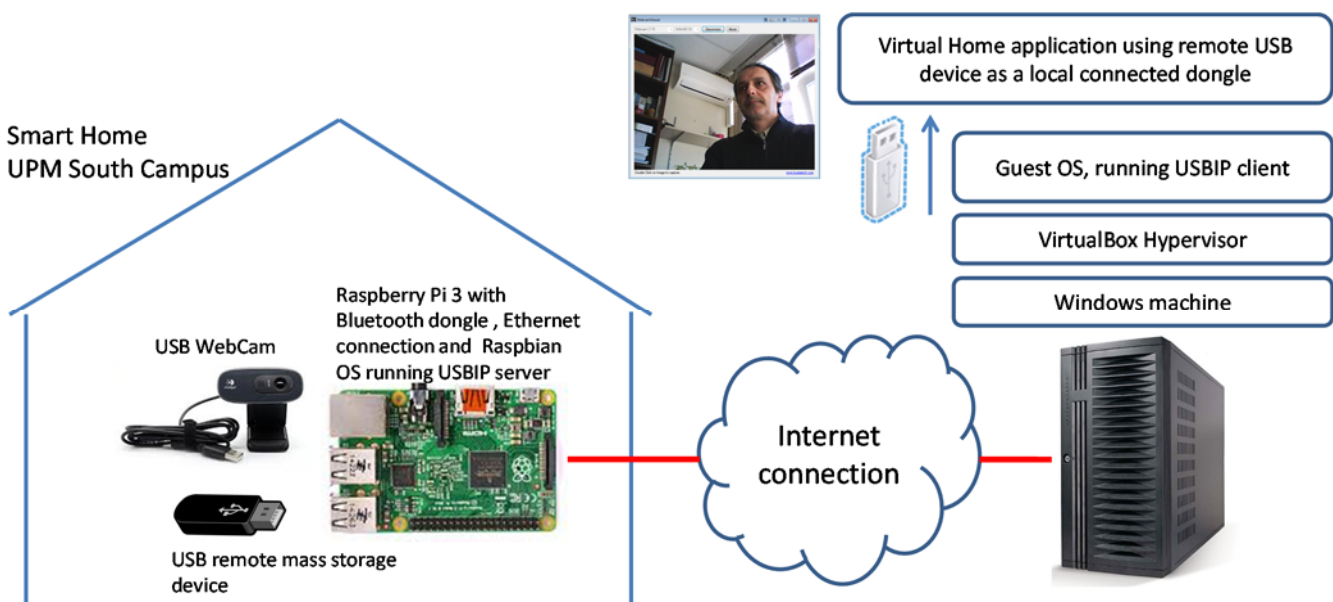 Virtual Home application using remote USB
device as a local connected dongle
Smart Home
UPM South Campus
Guest OS, running USBIP client
VirtualBox Hypervisor
Windows machine
Raspberry Pi 3 with
Bluetooth dongle , Ethernet
connection and Raspbian
OS running USBIP server
USB WebCam
Internet
connection
USB remote mass storage
device